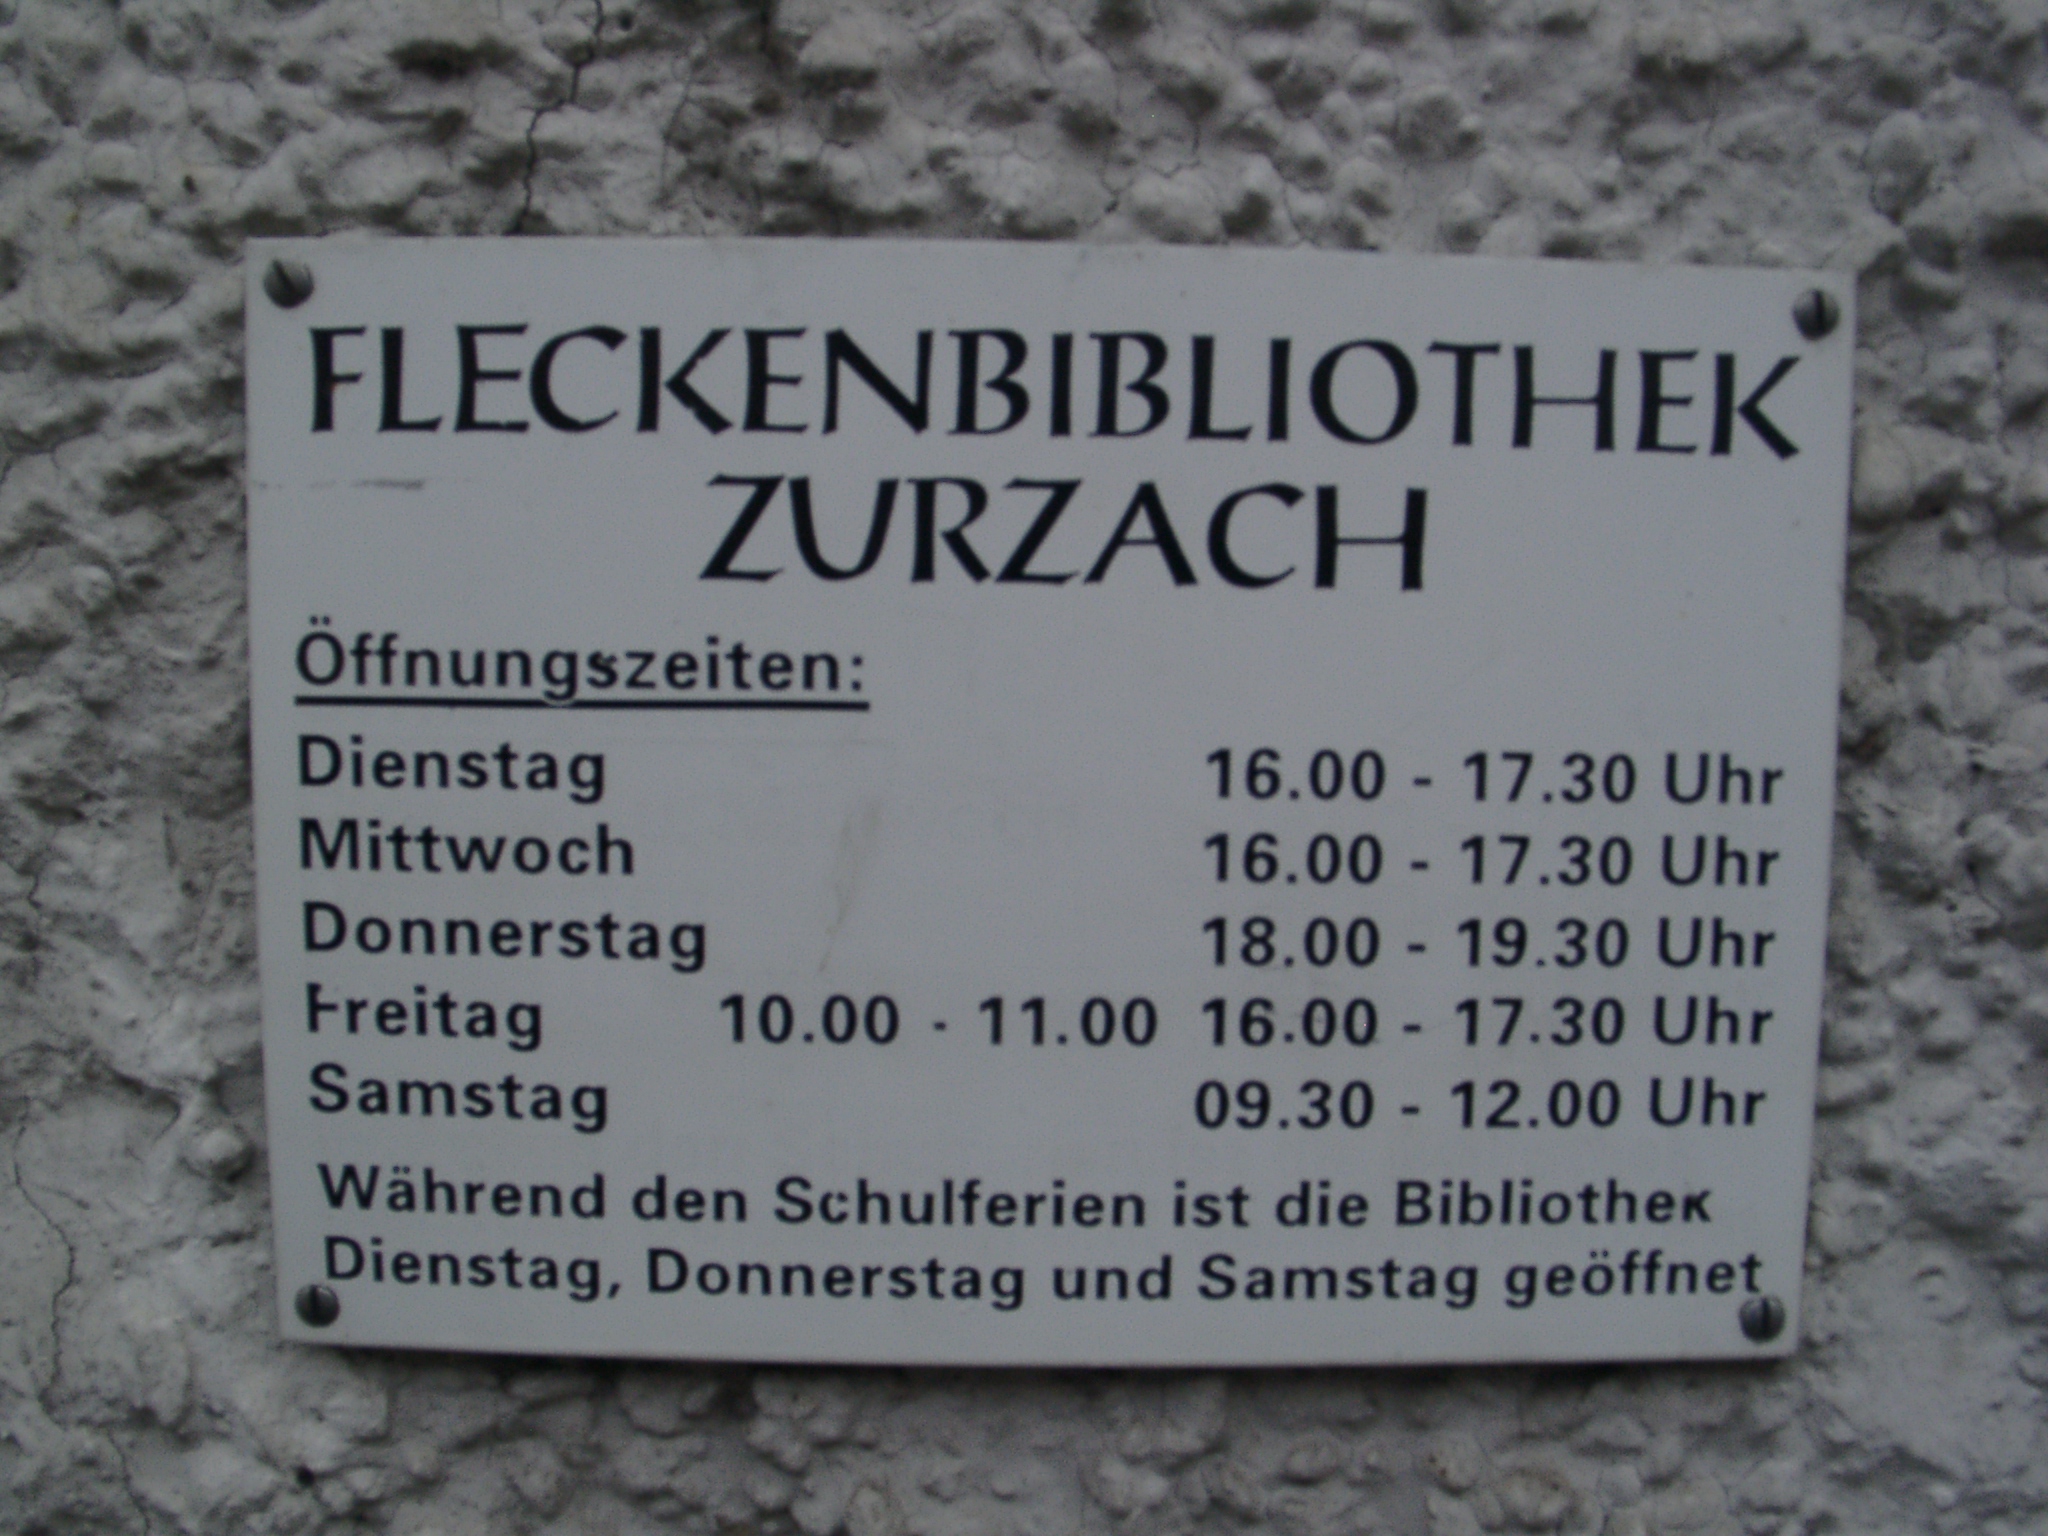 FLECKENBIBLIOTHEK
ZURZACH
Öffnungszeiten:
Dienstag 16.00 - 17.30 Uhr
Mittwoch 16.00 - 17.30 Uhr
Donnerstag 18.00 - 19.30 Uhr
Freitag 10.00 - 11.00 16.00 - 17.30 Uhr
Samstag 09.30 - 12.00 Uhr
Während den Schulferien ist die Bibliothek
Dienstag, Donnerstag und Samstag geöffnet